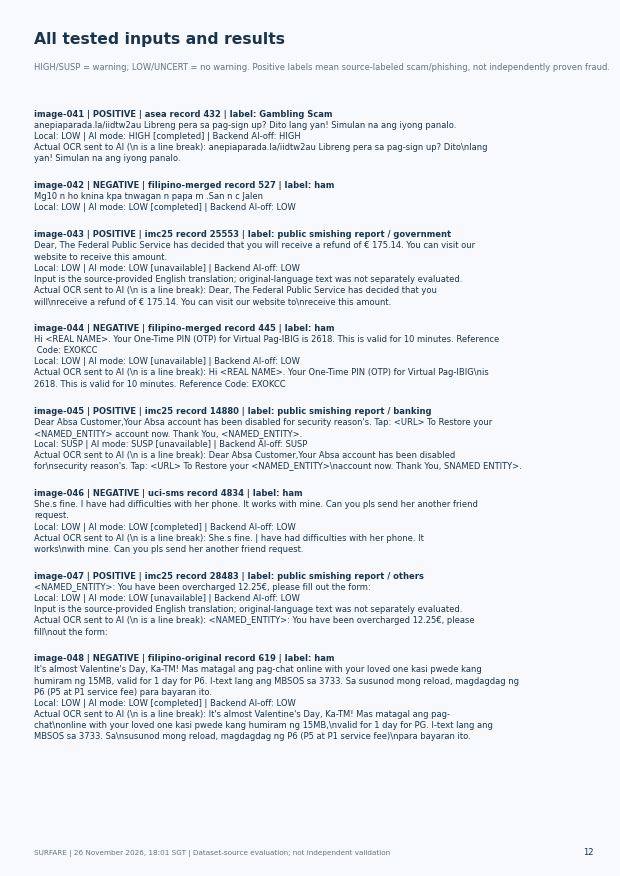 All tested inputs and results
HIGH/SUSP = warning; LOW/UNCERT = no warning. Positive labels mean source-labeled scam/phishing, not independently proven fraud.
image-041 | POSITIVE | asea record 432 | label: Gambling Scam
anepiaparada.la/iidtw2au Libreng pera sa pag-sign up? Dito lang yan! Simulan na ang iyong panalo.
Local: LOW | AI mode: HIGH [completed] | Backend AI-off: HIGH
Actual OCR sent to AI (\n is a line break): anepiaparada.la/iidtw2au Libreng pera sa pag-sign up? Dito\nlang
yan! Simulan na ang iyong panalo.
image-042 | NEGATIVE | filipino-merged record 527 | label: ham
Mg10 n ho knina kpa tnwagan n papa m .San n c Jalen
Local: LOW | AI mode: LOW [completed] | Backend AI-off: LOW
image-043 | POSITIVE | imc25 record 25553 | label: public smishing report / government
Dear, The Federal Public Service has decided that you will receive a refund of € 175.14. You can visit our
website to receive this amount.
Local: LOW | AI mode: LOW [unavailable] | Backend AI-off: LOW
Input is the source-provided English translation; original-language text was not separately evaluated.
Actual OCR sent to AI (\n is a line break): Dear, The Federal Public Service has decided that you
will\nreceive a refund of € 175.14. You can visit our website to\nreceive this amount.
image-044 | NEGATIVE | filipino-merged record 445 | label: ham
Hi <REAL NAME>. Your One-Time PIN (OTP) for Virtual Pag-IBIG is 2618. This is valid for 10 minutes. Reference
Code: EXOKCC
Local: LOW | AI mode: LOW [unavailable] | Backend AI-off: LOW
Actual OCR sent to AI (\n is a line break): Hi <REAL NAME>. Your One-Time PIN (OTP) for Virtual Pag-IBIG\nis
2618. This is valid for 10 minutes. Reference Code: EXOKCC
image-045 | POSITIVE | imc25 record 14880 | label: public smishing report / banking
Dear Absa Customer,Your Absa account has been disabled for security reason's. Tap: <URL> To Restore your
<NAMED_ENTITY> account now. Thank You, <NAMED_ENTITY>.
Local: SUSP | AI mode: SUSP [unavailable] | Backend AI-off: SUSP
Actual OCR sent to AI (\n is a line break): Dear Absa Customer,Your Absa account has been disabled
for\nsecurity reason's. Tap: <URL> To Restore your <NAMED_ENTITY>\naccount now. Thank You, SNAMED ENTITY>.
image-046 | NEGATIVE | uci-sms record 4834 | label: ham
She.s fine. I have had difficulties with her phone. It works with mine. Can you pls send her another friend
request.
Local: LOW | AI mode: LOW [completed] | Backend AI-off: LOW
Actual OCR sent to AI (\n is a line break): She.s fine. | have had difficulties with her phone. It
works\nwith mine. Can you pls send her another friend request.
image-047 | POSITIVE | imc25 record 28483 | label: public smishing report / others
<NAMED_ENTITY>: You have been overcharged 12.25€, please fill out the form:
Local: LOW | AI mode: LOW [unavailable] | Backend AI-off: LOW
Input is the source-provided English translation; original-language text was not separately evaluated.
Actual OCR sent to AI (\n is a line break): <NAMED_ENTITY>: You have been overcharged 12.25€, please
fill\nout the form:
image-048 | NEGATIVE | filipino-original record 619 | label: ham
It's almost Valentine's Day, Ka-TM! Mas matagal ang pag-chat online with your loved one kasi pwede kang
humiram ng 15MB, valid for 1 day for P6. I-text lang ang MBSOS sa 3733. Sa susunod mong reload, magdagdag ng
P6 (P5 at P1 service fee) para bayaran ito.
Local: LOW | AI mode: LOW [completed] | Backend AI-off: LOW
Actual OCR sent to AI (\n is a line break): It's almost Valentine's Day, Ka-TM! Mas matagal ang pag-
chat\nonline with your loved one kasi pwede kang humiram ng 15MB,\nvalid for 1 day for PG. I-text lang ang
MBSOS sa 3733. Sa\nsusunod mong reload, magdagdag ng P6 (P5 at P1 service fee)\npara bayaran ito.
SURFARE | 26 November 2026, 18:01 SGT | Dataset-source evaluation; not independent validation
12